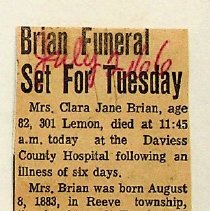 Brian Funeral
Set For Tuesday
Mrs. Clara Jane Brian, age
82, 301 Lemon, died at 11:45
a.m. today at the Daviess
County Hospital following an
illness of six days.
Mrs. Brian was born August
8, 1883, in Reeve township,